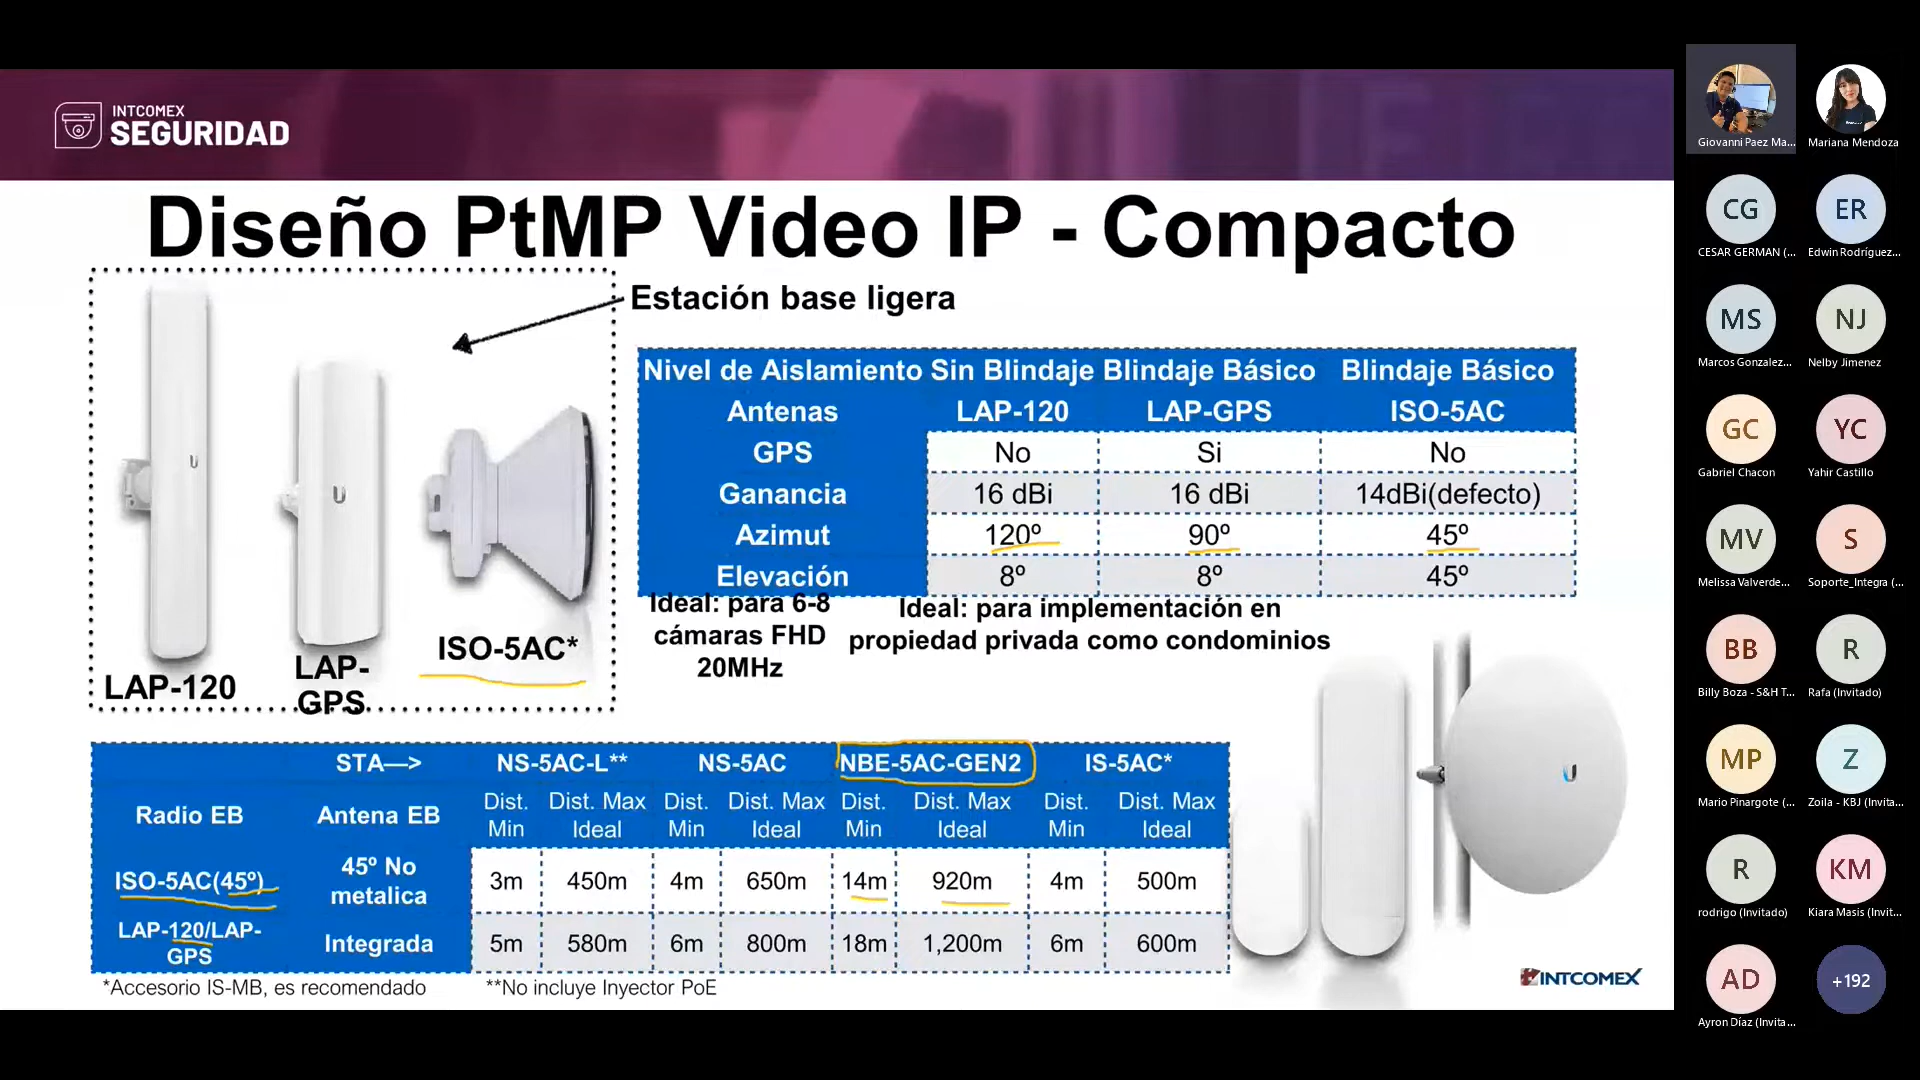 INTCOMEX
SEGURIDAD
Diseño PtMP Video IP - Compacto
Estación base ligera
LAP-120
LAP-
GPS
ISO-5AC*
Nivel de Aislamiento Sin Blindaje Blindaje Básico Blindaje Básico
Antenas LAP-120 LAP-GPS ISO-5AC
GPS No Si No
Ganancia 16 dBi 16 dBi 14dBi(defecto)
Azimut 120º 90º 45º
Elevación 8º 8º 45º
Ideal: para 6-8
cámaras FHD
20MHz
Ideal: para implementación en
propiedad privada como condominios
STA—> NS-5AC-L** NS-5AC NBE-5AC-GEN2 IS-5AC*
Radio EB Antena EB Dist. Min Dist. Max Ideal Dist. Min Dist. Max Ideal Dist. Min Dist. Max Ideal Dist. Min Dist. Max Ideal
ISO-5AC(45º) 45º No metalica 3m 450m 4m 650m 14m 920m 4m 500m
LAP-120/LAP-GPS Integrada 5m 580m 6m 800m 18m 1,200m 6m 600m
*Accesorio IS-MB, es recomendado **No incluye Inyector PoE
INTCOMEX
Giovanni Paez Ma...
Mariana Mendoza
CG
CESAR GERMAN (...
ER
Edwin Rodríguez...
MS
Marcos Gonzalez...
NJ
Nelby Jimenez
GC
Gabriel Chacon
YC
Yahir Castillo
MV
Melissa Valverde...
S
Soporte_Integra (...
BB
Billy Boza - S&H T...
R
Rafa (Invitado)
MP
Mario Pinargote (...
Z
Zoila - KBJ (Invita...
R
rodrigo (Invitado)
KM
Kiara Masis (Invit...
AD
Ayron Díaz (Invita...
+192